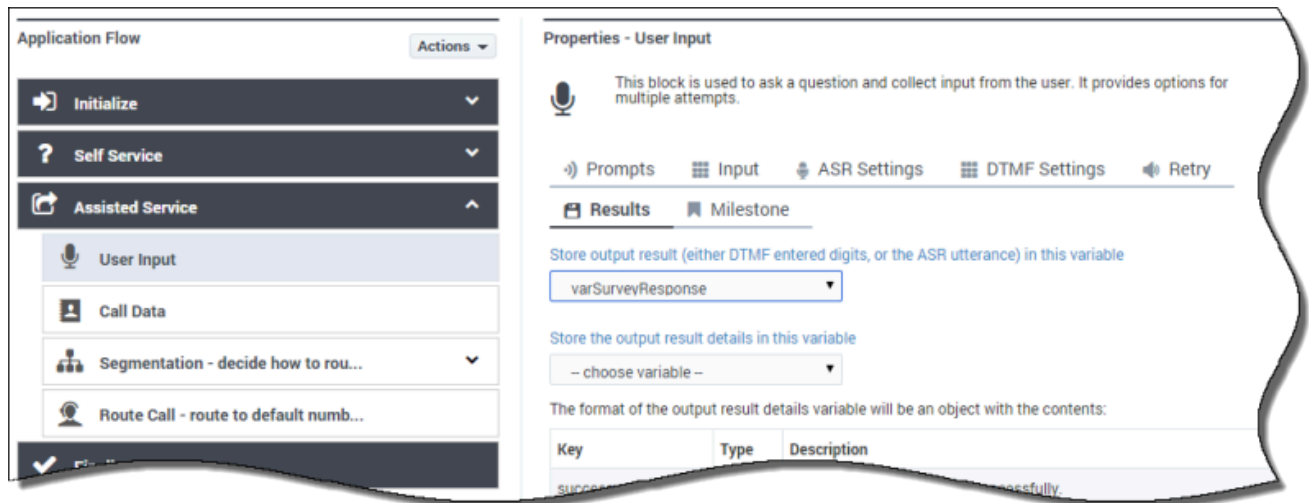 Application Flow
Actions
Initialize
Self Service
Assisted Service
User Input
Call Data
Segmentation - decide how to rou...
Route Call - route to default numb...
Properties - User Input
This block is used to ask a question and collect input from the user. It provides options for
multiple attempts.
Prompts Input ASR Settings DTMF Settings Retry
Results Milestone
Store output result (either DTMF entered digits, or the ASR utterance) in this variable
varSurveyResponse
Store the output result details in this variable
-- choose variable --
The format of the output result details variable will be an object with the contents:
Key Type Description